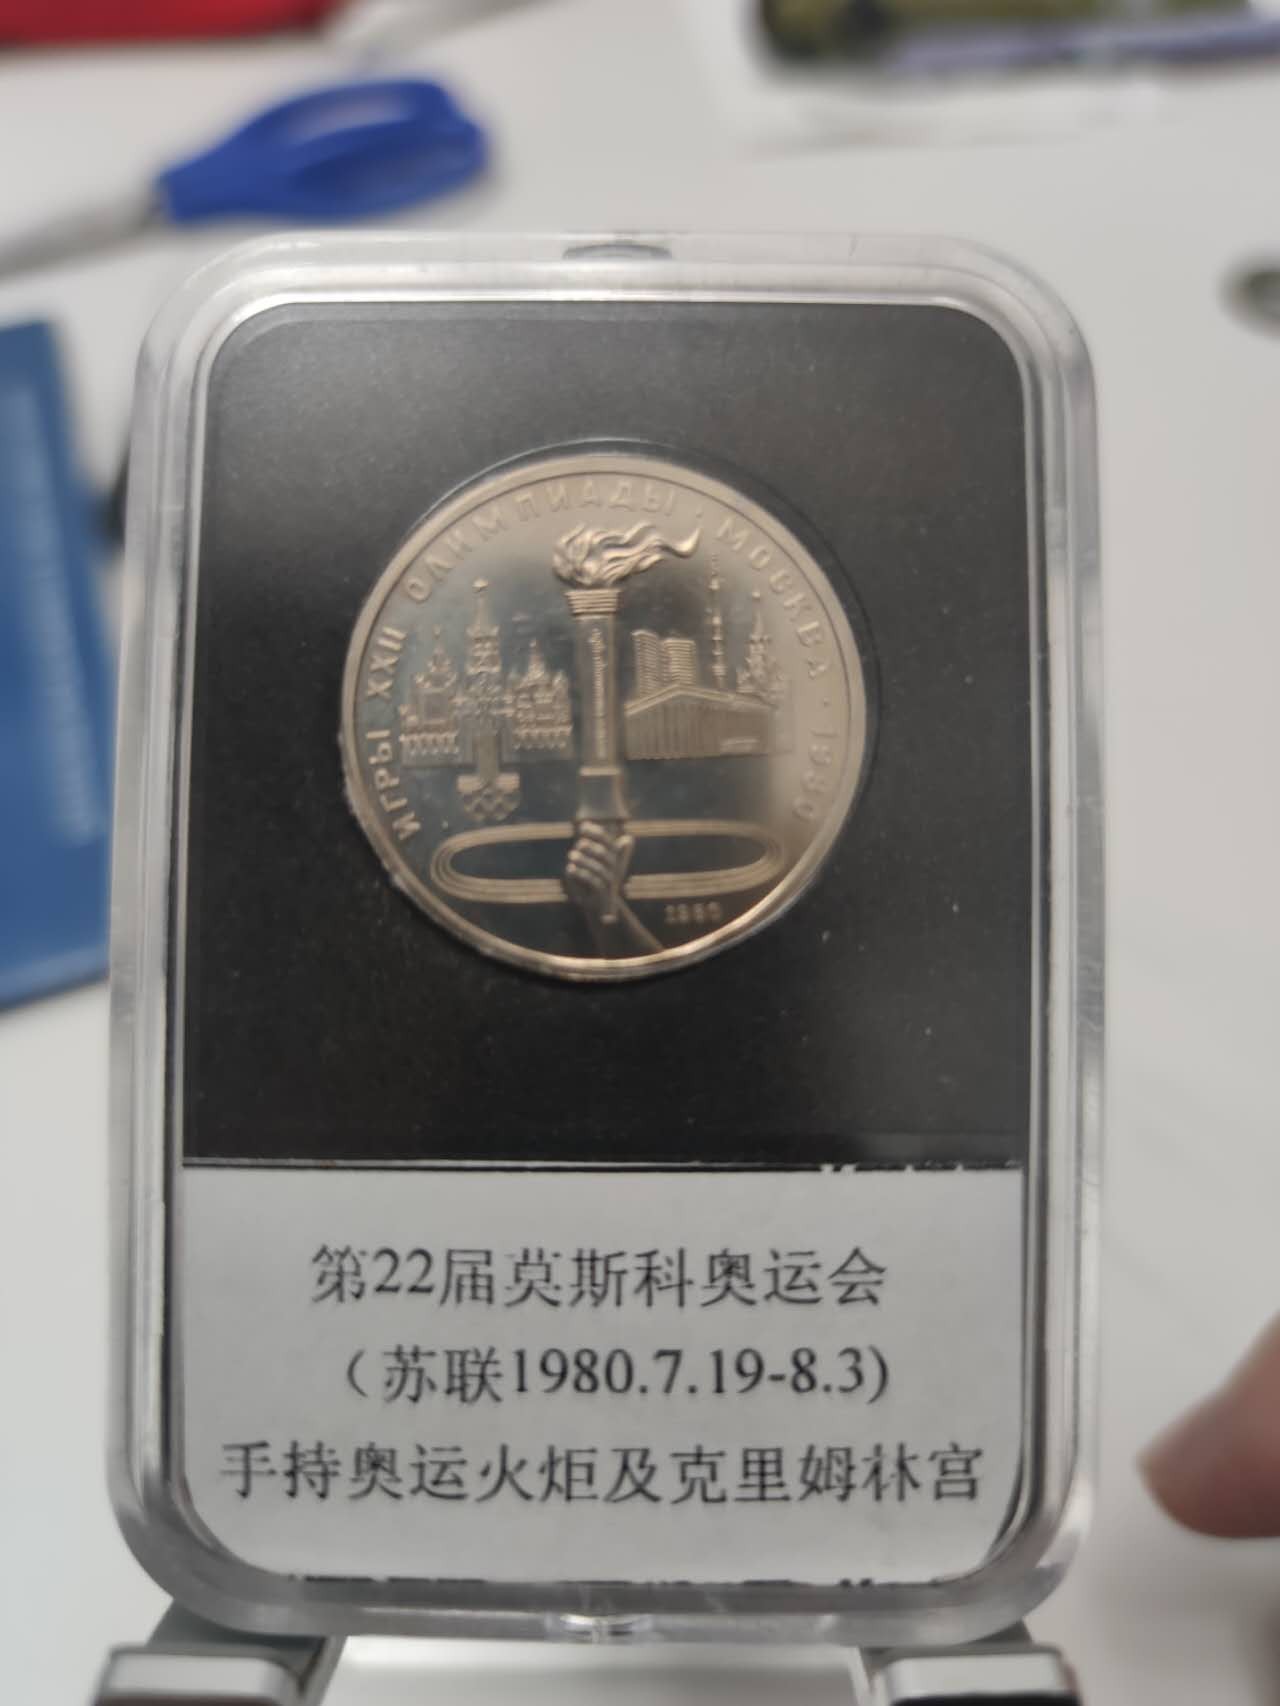 ИГРЫ XXII ОЛИМПИАДЫ · МОСКВА · 1980
1980
第22届莫斯科奥运会
（苏联1980.7.19-8.3)
手持奥运火炬及克里姆林宫